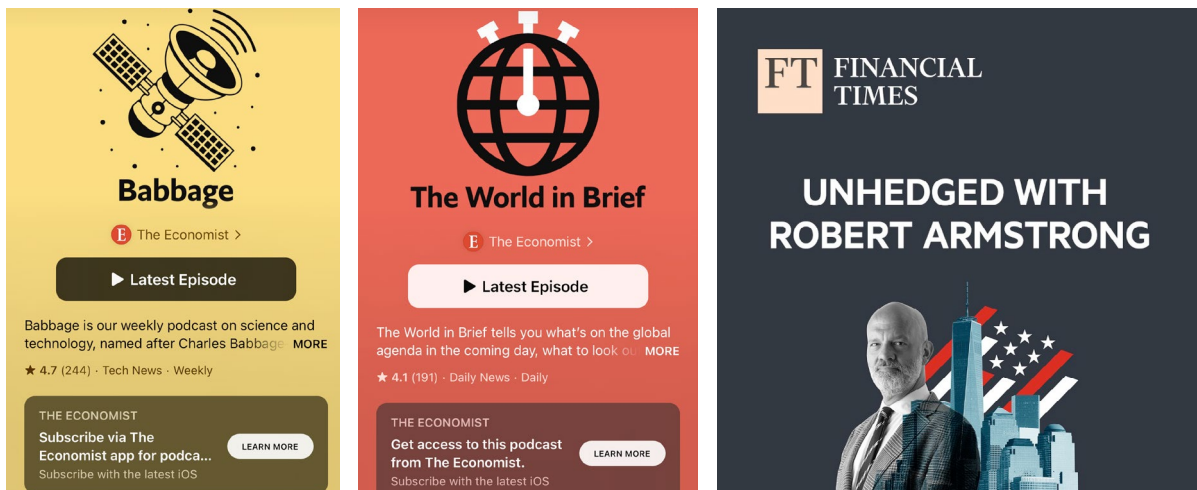 Babbage
E The Economist >
Latest Episode
Babbage is our weekly podcast on science and
technology, named after Charles Babbage MORE
★ 4.7 (244) · Tech News · Weekly
THE ECONOMIST
Subscribe via The
Economist app for podca...
Subscribe with the latest iOS
LEARN MORE
The World in Brief
E The Economist >
Latest Episode
The World in Brief tells you what's on the global
agenda in the coming day, what to look ou MORE
★ 4.1 (191) · Daily News · Daily
THE ECONOMIST
Get access to this podcast
from The Economist.
Subscribe with the latest iOS
LEARN MORE
FT FINANCIAL
TIMES
UNHEDGED WITH
ROBERT ARMSTRONG